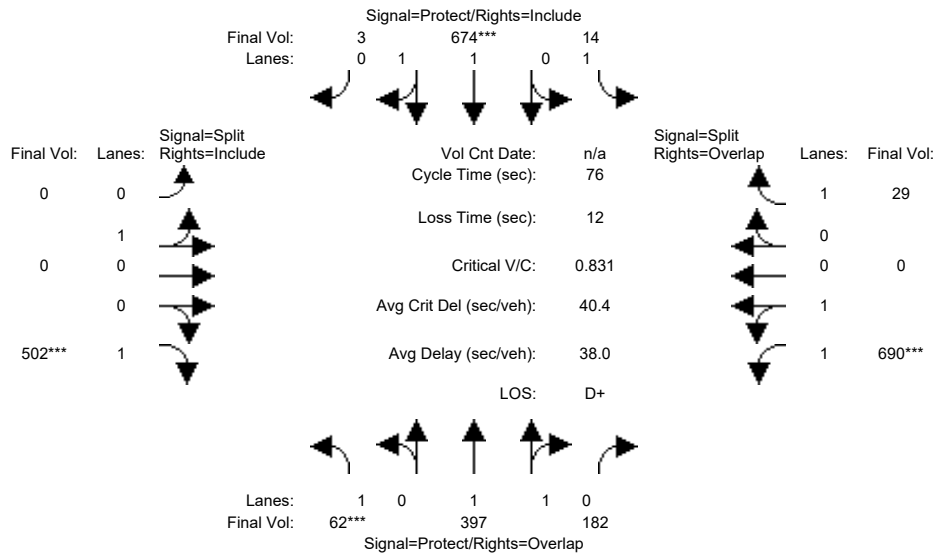 Signal=Protect/Rights=Include
Final Vol: 3 674*** 14
Lanes: 0 1 1 0 1
Signal=Split
Final Vol: Lanes: Rights=Include
Vol Cnt Date: n/a
Signal=Split
Rights=Overlap Lanes: Final Vol:
Cycle Time (sec): 76
0 0
1 29
Loss Time (sec): 12
1
0
0 0
Critical V/C: 0.831
0 0
0
Avg Crit Del (sec/veh): 40.4
1
502*** 1
Avg Delay (sec/veh): 38.0
1 690***
LOS: D+
Lanes: 1 0 1 1 0
Final Vol: 62*** 397 182
Signal=Protect/Rights=Overlap